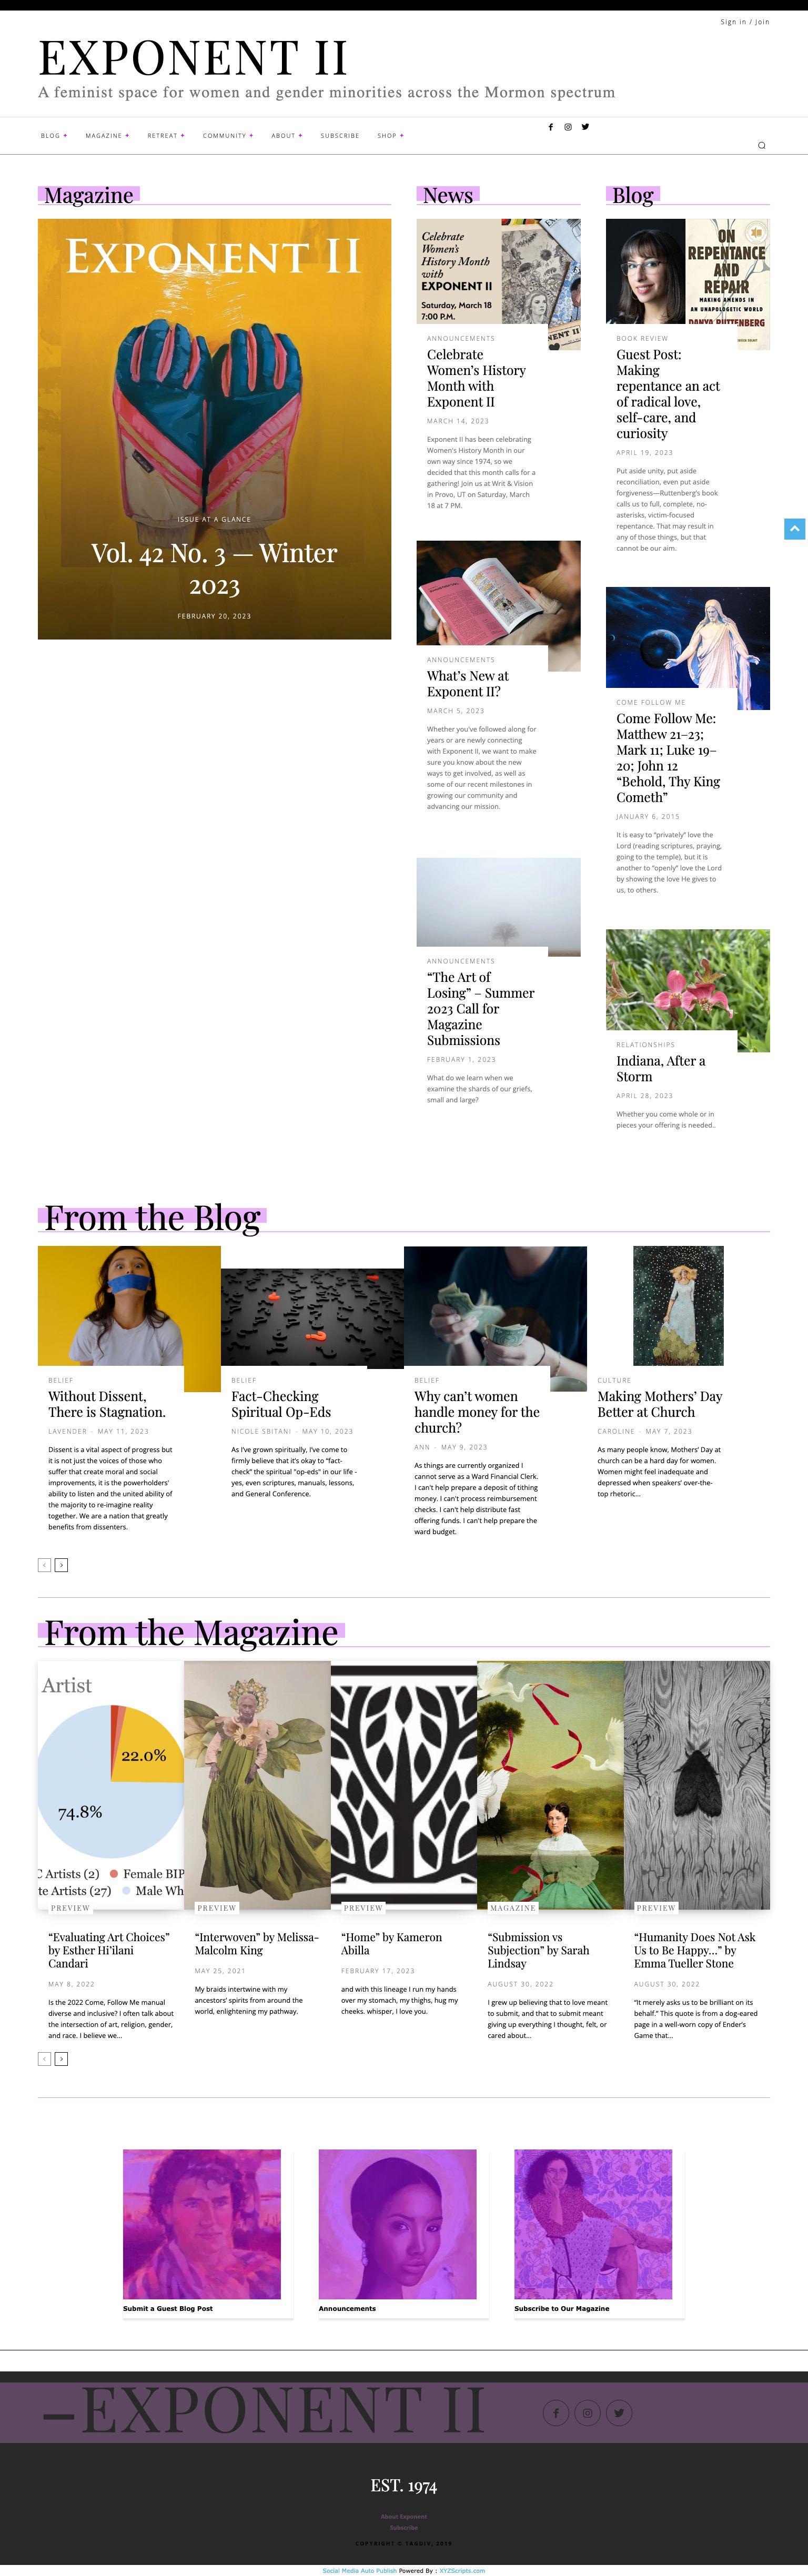 Sign in / Join
EXPONENT II
A feminist space for women and gender minorities across the Mormon spectrum
BLOG MAGAZINE RETREAT COMMUNITY ABOUT SUBSCRIBE SHOP
Magazine
EXPONENT II
ISSUE AT A GLANCE
Vol. 42 No. 3 — Winter
2023
FEBRUARY 20, 2023
News
Celebrate
Women's
History Month
with
EXPONENT II
Saturday, March 18
7:00 P.M.
ANNOUNCEMENTS
Celebrate
Women's History
Month with
Exponent II
MARCH 14, 2023
Exponent II has been celebrating
Women's History Month in our
own way since 1974, so we
decided that this month calls for a
gathering! Join us at Writ & Vision
in Provo, UT on Saturday, March
18 at 7 PM.
ANNOUNCEMENTS
What's New at
Exponent II?
MARCH 5, 2023
Whether you've followed along for
years or are newly connecting
with Exponent II, we want to make
sure you know about the new
ways to get involved, as well as
some of our recent milestones in
growing our community and
advancing our mission.
ANNOUNCEMENTS
“The Art of
Losing” – Summer
2023 Call for
Magazine
Submissions
FEBRUARY 1, 2023
What do we learn when we
examine the shards of our griefs,
small and large?
Blog
ON
REPENTANCE
AND
REPAIR
MAKING AMENDS IN
AN UNAPOLOGETIC WORLD
DANYA RUTTENBERG
BOOK REVIEW
Guest Post:
Making
repentance an act
of radical love,
self-care, and
curiosity
APRIL 19, 2023
Put aside unity, put aside
reconciliation, even put aside
forgiveness—Ruttenberg's book
calls us to full, complete, no-
asterisks, victim-focused
repentance. That may result in
any of those things, but that
cannot be our aim.
COME FOLLOW ME
Come Follow Me:
Matthew 21–23;
Mark 11; Luke 19–
20; John 12
“Behold, Thy King
Cometh”
JANUARY 6, 2015
It is easy to “privately” love the
Lord (reading scriptures, praying,
going to the temple), but it is
another to “openly” love the Lord
by showing the love He gives to
us, to others.
RELATIONSHIPS
Indiana, After a
Storm
APRIL 28, 2023
Whether you come whole or in
pieces your offering is needed..
From the Blog
BELIEF
Without Dissent,
There is Stagnation.
LAVENDER - MAY 11, 2023
Dissent is a vital aspect of progress but
it is not just the voices of those who
suffer that create moral and social
improvements, it is the powerholders'
ability to listen and the united ability of
the majority to re-imagine reality
together. We are a nation that greatly
benefits from dissenters.
BELIEF
Fact-Checking
Spiritual Op-Eds
NICOLE SBITANI - MAY 10, 2023
As I've grown spiritually, I've come to
firmly believe that it's okay to "fact-
check" the spiritual "op-eds" in our life -
yes, even scriptures, manuals, lessons,
and General Conference.
BELIEF
Why can't women
handle money for the
church?
ANN - MAY 9, 2023
As things are currently organized I
cannot serve as a Ward Financial Clerk.
I can't help prepare a deposit of tithing
money. I can't process reimbursement
checks. I can't help distribute fast
offering funds. I can't help prepare the
ward budget.
CULTURE
Making Mothers' Day
Better at Church
CAROLINE - MAY 7, 2023
As many people know, Mothers' Day at
church can be a hard day for women.
Women might feel inadequate and
depressed when speakers' over-the-
top rhetoric...
From the Magazine
Artist
22.0%
74.8%
C Artists (2) Female BIP
te Artists (27) Male Wh
PREVIEW
“Evaluating Art Choices”
by Esther Hi'ilani
Candari
MAY 8, 2022
Is the 2022 Come, Follow Me manual
diverse and inclusive? I often talk about
the intersection of art, religion, gender,
and race. I believe we...
PREVIEW
“Interwoven” by Melissa-
Malcolm King
MAY 25, 2021
My braids intertwine with my
ancestors' spirits from around the
world, enlightening my pathway.
PREVIEW
“Home” by Kameron
Abilla
FEBRUARY 17, 2023
and with this lineage I run my hands
over my stomach, my thighs, hug my
cheeks. whisper, I love you.
MAGAZINE
“Submission vs
Subjection” by Sarah
Lindsay
AUGUST 30, 2022
I grew up believing that to love meant
to submit, and that to submit meant
giving up everything I thought, felt, or
cared about...
PREVIEW
“Humanity Does Not Ask
Us to Be Happy…” by
Emma Tueller Stone
AUGUST 30, 2022
“It merely asks us to be brilliant on its
behalf.” This quote is from a dog-eared
page in a well-worn copy of Ender's
Game that...
Submit a Guest Blog Post
Announcements
Subscribe to Our Magazine
–EXPONENT II
EST. 1974
About Exponent
Subscribe
Social Media Auto Publish Powered By : XYZScripts.com